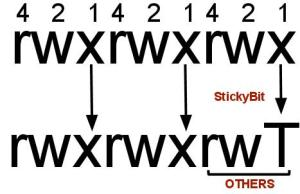 4 2 1 4 2 1 4 2 1
rwxrwxrwx
StickyBit
rwxrwxrwT
OTHERS